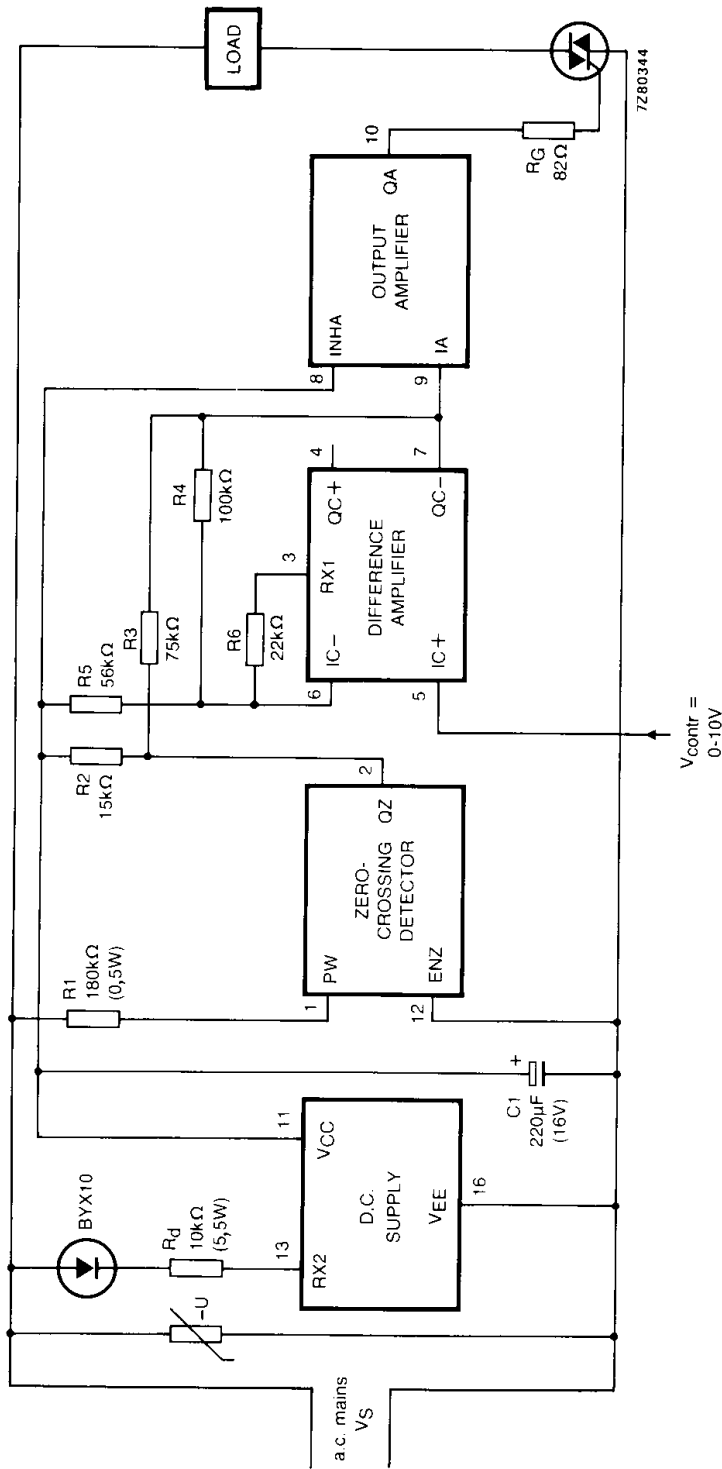 a.c. mains
VS
-U
BYX10
Rd
10kΩ
(5,5W)
13
RX2
11
VCC
D.C.
SUPPLY
VEE
16
C1
220µF
(16V)
+
R1
180kΩ
(0,5W)
1
PW
ZERO-
CROSSING
DETECTOR
ENZ
12
QZ
2
R2
15kΩ
R5
56kΩ
R3
75kΩ
R4
100kΩ
R6
22kΩ
3
RX1
6
IC−
QC+
4
DIFFERENCE
AMPLIFIER
5
IC+
QC−
7
Vcontr =
0-10V
8
INHA
OUTPUT
AMPLIFIER
9
IA
QA
10
RG
82Ω
LOAD
7Z80344